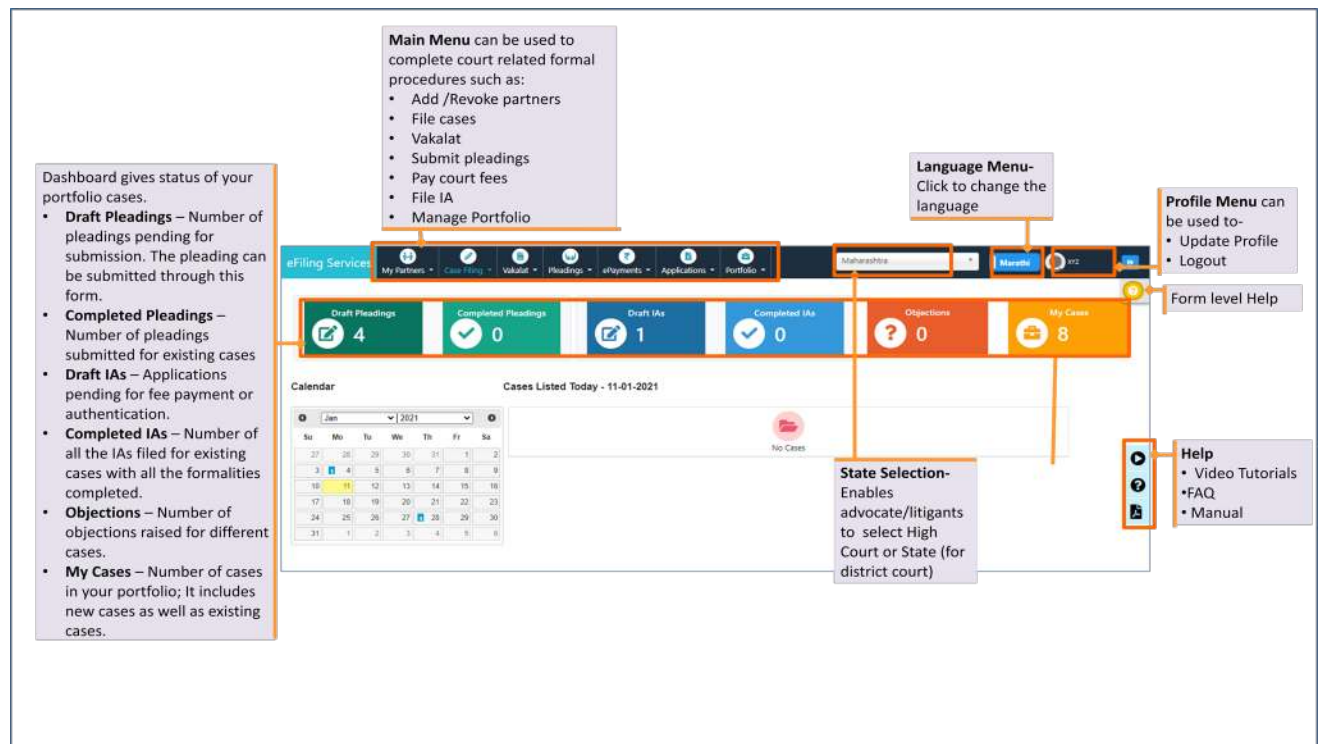 Main Menu can be used to
complete court related formal
procedures such as:
• Add /Revoke partners
• File cases
• Vakalat
• Submit pleadings
• Pay court fees
• File IA
• Manage Portfolio
Language Menu-
Click to change the
language
Profile Menu can
be used to-
• Update Profile
• Logout
Form level Help
Dashboard gives status of your
portfolio cases.
• Draft Pleadings – Number of
pleadings pending for
submission. The pleading can
be submitted through this
form.
• Completed Pleadings –
Number of pleadings
submitted for existing cases
• Draft IAs – Applications
pending for fee payment or
authentication.
• Completed IAs – Number of
all the IAs filed for existing
cases with all the formalities
completed.
• Objections – Number of
objections raised for different
cases.
• My Cases – Number of cases
in your portfolio; It includes
new cases as well as existing
cases.
eFiling Services My Partners Case Filing Vakalat Pleadings ePayments Applications Portfolio Maharashtra Marathi XYZ
Draft Pleadings Completed Pleadings Draft IAs Completed IAs Objections My Cases
4 0 1 0 0 8
Calendar Cases Listed Today - 11-01-2021
Jan 2021
Su Mo Tu We Th Fr Sa
27 28 29 30 31 1 2
3 4 5 6 7 8 9
10 11 12 13 14 15 16
17 18 19 20 21 22 23
24 25 26 27 28 29 30
31 1 2 3 4 5 6
No Cases
State Selection-
Enables
advocate/litigants
to select High
Court or State (for
district court)
Help
• Video Tutorials
•FAQ
• Manual